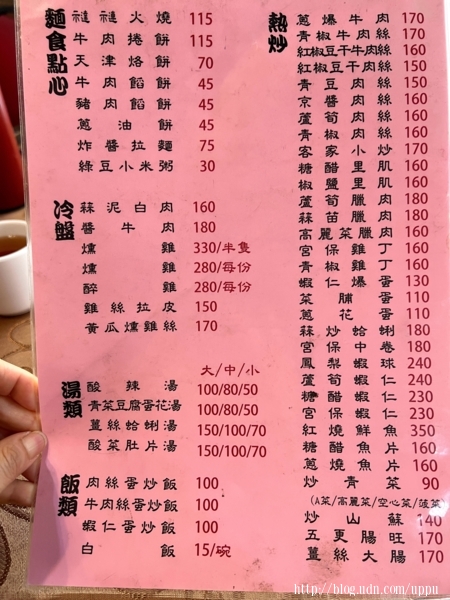 麵食點心
褡褳火燒 115
牛肉捲餅 115
天津烙餅 70
牛肉餡餅 45
豬肉餡餅 45
蔥油餅 45
炸醬拉麵 75
綠豆小米粥 30
冷盤
蒜泥白肉 160
醬牛肉 180
燻雞 330/半隻
燻雞 280/每份
醉雞 280/每份
雞絲拉皮 150
黃瓜燻雞絲 170
湯類
大/中/小
酸辣湯 100/80/50
青菜豆腐蛋花湯 100/80/50
薑絲蛤蜊湯 150/100/70
酸菜肚片湯 150/100/70
飯類
肉絲蛋炒飯 100
牛肉絲蛋炒飯 100
蝦仁蛋炒飯 100
白飯 15/碗
熱炒
蔥爆牛肉 170
青椒牛肉絲 170
紅椒豆干牛肉絲 160
紅椒豆干肉絲 150
青豆肉絲 150
京醬肉絲 160
蘆筍肉絲 160
青椒肉絲 160
客家小炒 170
糖醋里肌 160
椒鹽里肌 160
蘆筍臘肉 180
蒜苗臘肉 180
高麗菜臘肉 160
宮保雞丁 160
青椒雞丁 160
蝦仁爆蛋 130
菜脯蛋 110
蔥花蛋 110
蒜炒蛤蜊 180
宮保中卷 180
鳳梨蝦球 240
蘆筍蝦仁 240
糖醋蝦仁 230
宮保蝦仁 230
紅燒鮮魚 350
糖醋魚片 160
蔥燒魚片 160
炒青菜 90
(A菜/高麗菜/空心菜/菠菜)
炒山蘇 140
五更腸旺 170
薑絲大腸 170
http://blog.udn.com/uppu